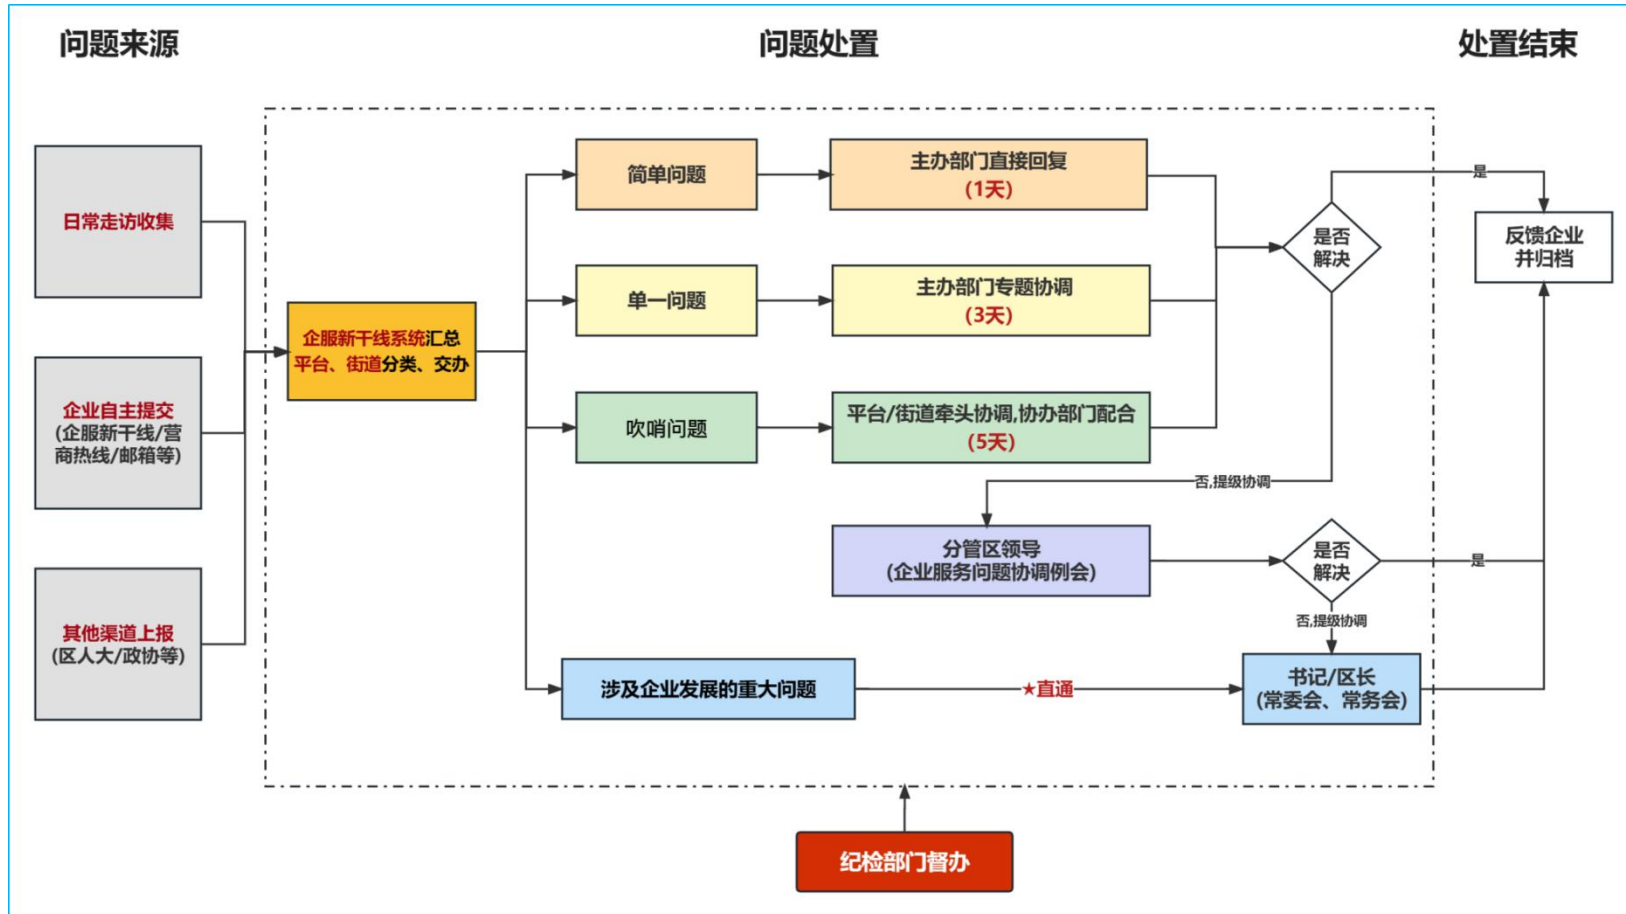 问题来源
问题处置
处置结束
日常走访收集
企业自主提交
(企服新干线/营
商热线/邮箱等)
其他渠道上报
(区人大/政协等)
企服新干线系统汇总
平台、街道分类、交办
简单问题
主办部门直接回复
(1天)
单一问题
主办部门专题协调
(3天)
吹哨问题
平台/街道牵头协调,协办部门配合
(5天)
是否
解决
是
反馈企业
并归档
否,提级协调
分管区领导
(企业服务问题协调例会)
是否
解决
是
否,提级协调
涉及企业发展的重大问题
★直通
书记/区长
(常委会、常务会)
纪检部门督办